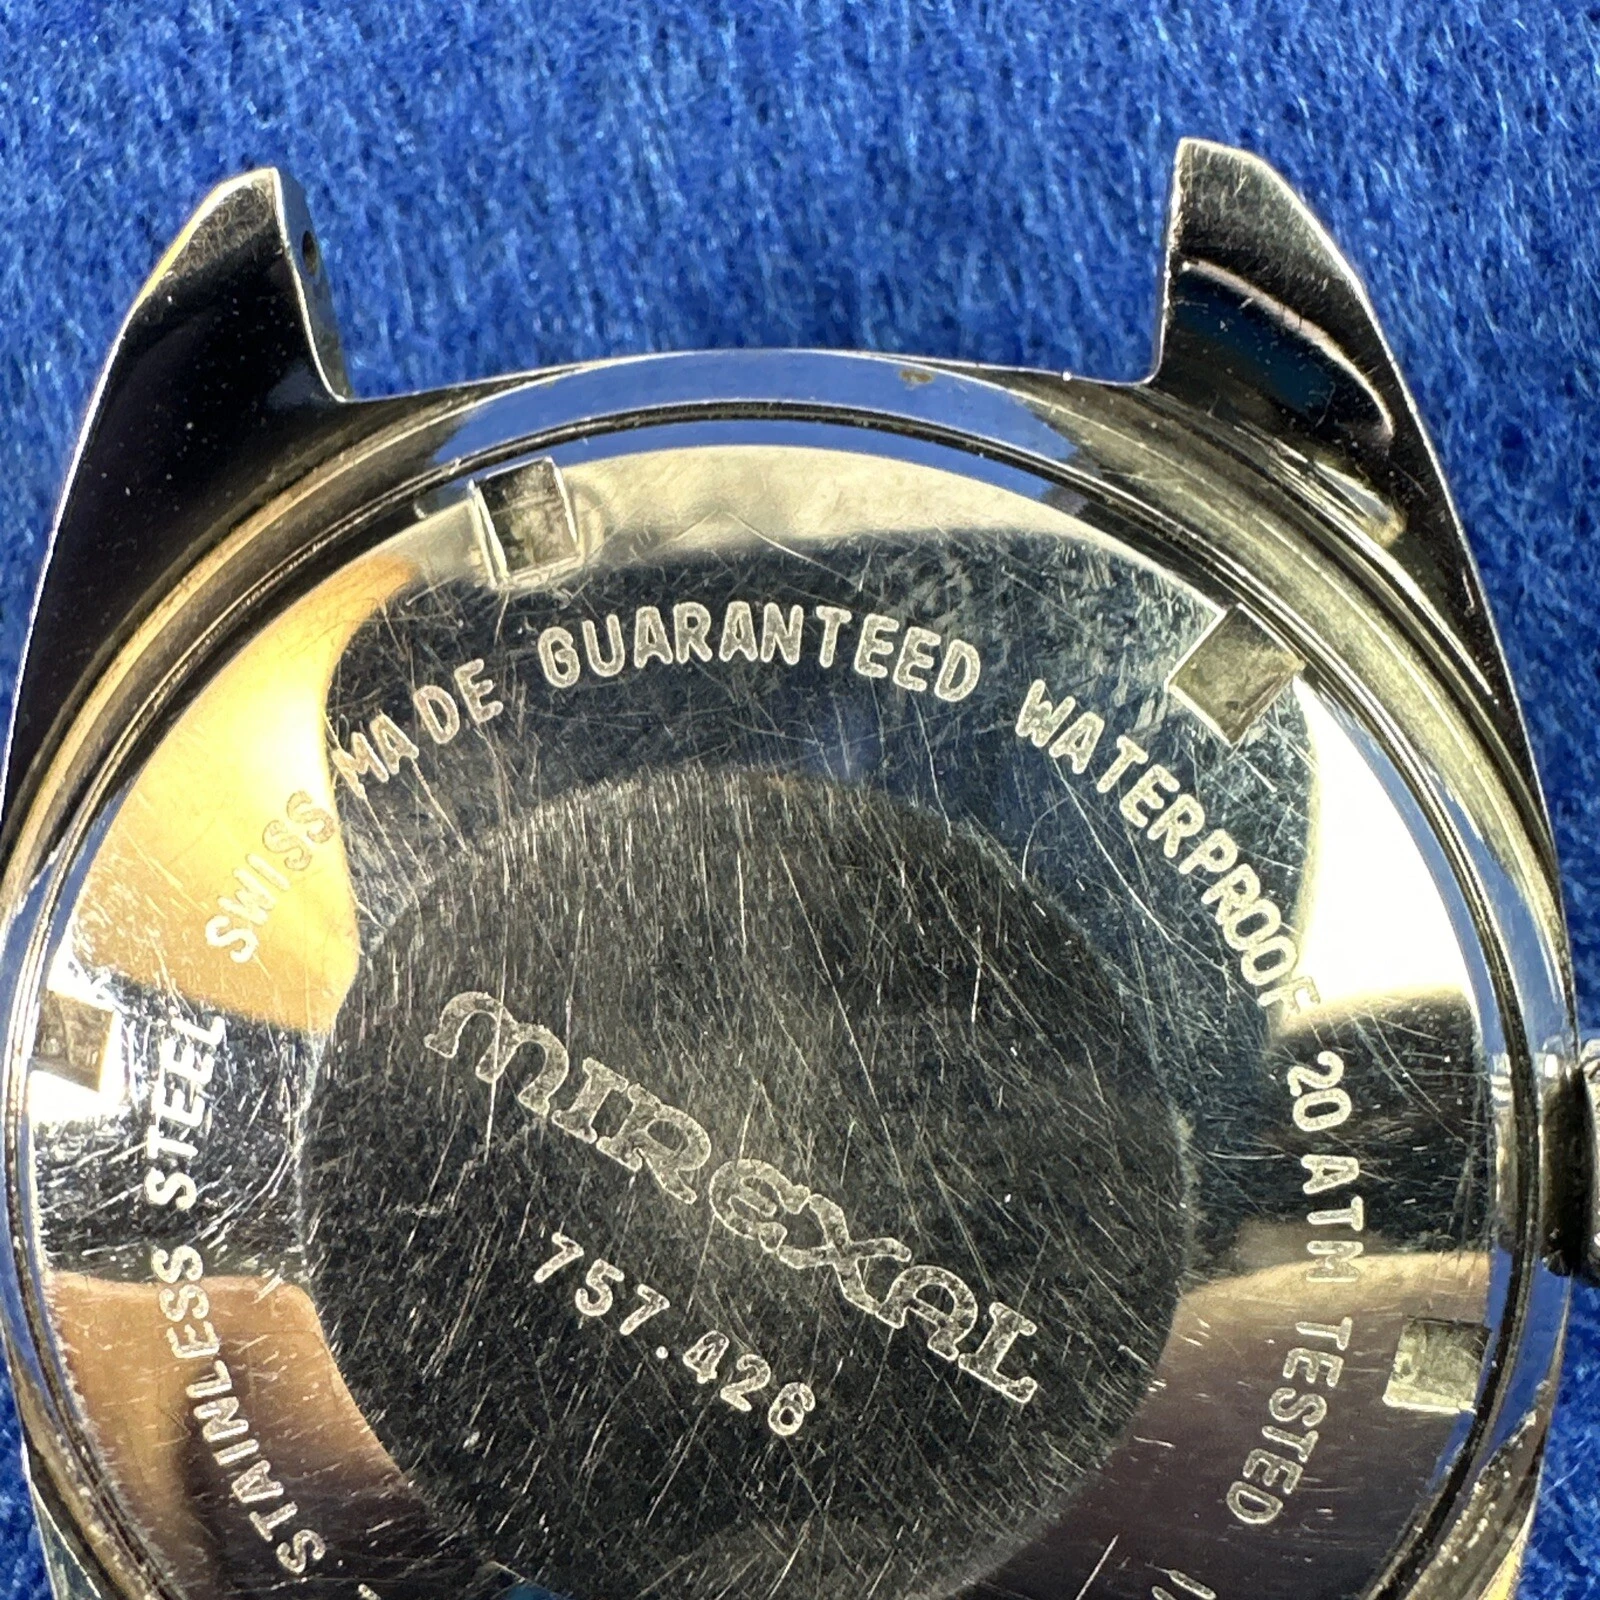 STAINLESS STEEL SWISS MADE GUARANTEED WATERPROOF 20 ATM TESTED
MIREXAL
757.426